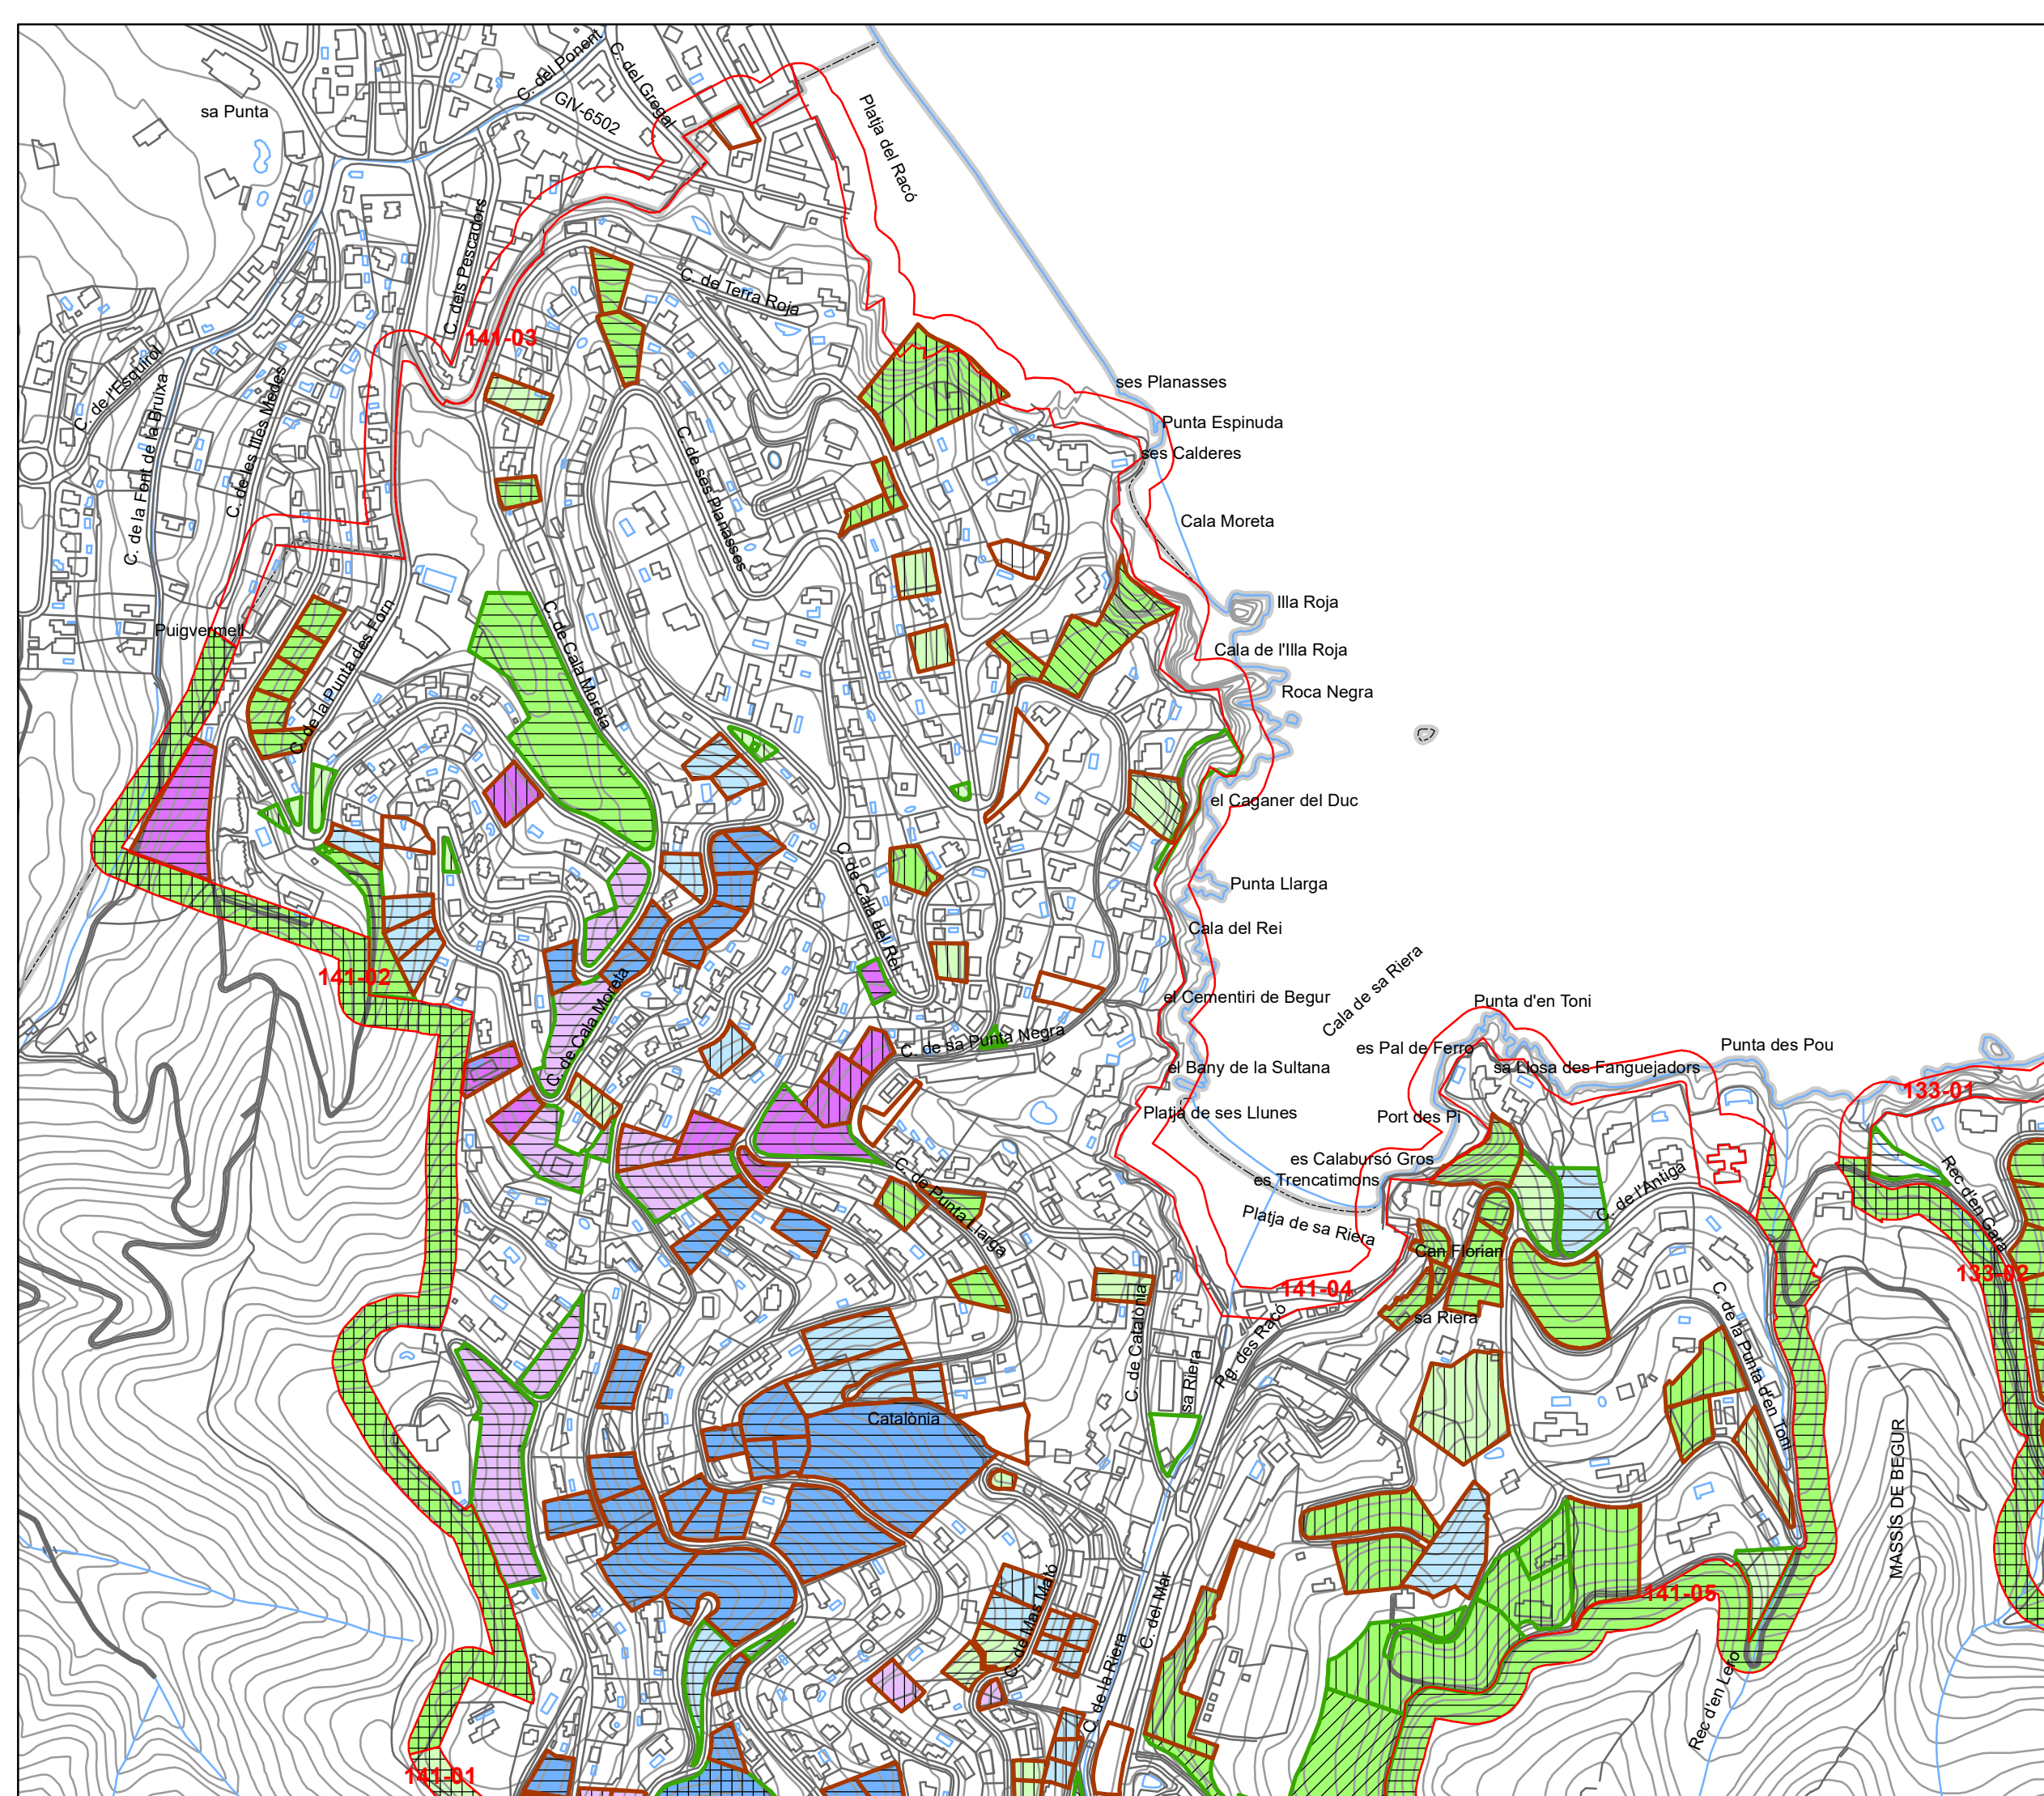 C. del Ponent
C. del Gregal
GIV-6502
sa Punta
Platja del Racó
C. dels Pescadors
C. de Terra Roja
141-03
C. de l'Esquirol
C. de la Font de la Bruixa
C. de les Illes Medes
ses Planasses
Punta Espinuda
ses Calderes
C. de ses Planasses
Cala Moreta
Illa Roja
Puigvermell
C. de la Punta des Forn
C. de Cala Moreta
Cala de l'Illa Roja
Roca Negra
el Caganer del Duc
C. de Cala del Rei
Punta Llarga
Cala del Rei
141-02
C. de Cala Moreta
el Cementiri de Begur
Cala de sa Riera
Punta d'en Toni
C. de sa Punta Negra
es Pal de Ferro
Punta des Pou
el Bany de la Sultana
sa Llosa des Fanguejadors
133-01
Platja de ses Llunes
Port des Pi
es Calabursó Gros
es Trencatimons
C. de Punta Llarga
C. de l'Antiga
Rec d'en Gara
Platja de sa Riera
Can Florian
133-02
141-04
sa Riera
C. de Catalònia
sa Riera
Pg. des Racó
C. de la Punta d'en Toni
Catalònia
MASSÍS DE BEGUR
C. de Mas Mató
C. del Mar
141-05
C. de la Riera
Rec d'en Lero
141-01